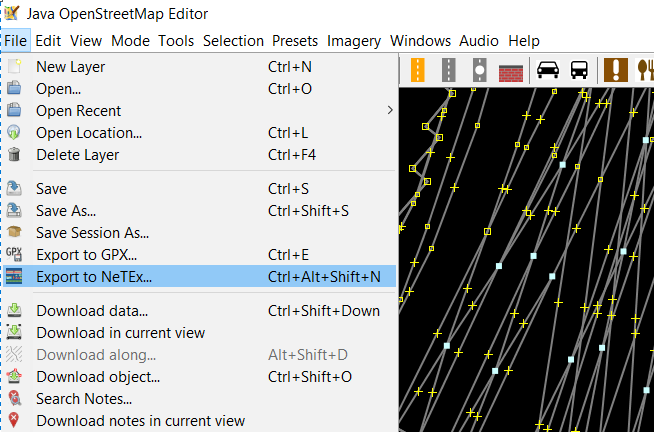 Java OpenStreetMap Editor
File Edit View Mode Tools Selection Presets Imagery Windows Audio Help
New Layer Ctrl+N
Open... Ctrl+O
Open Recent
Open Location... Ctrl+L
Delete Layer Ctrl+F4
Save Ctrl+S
Save As... Ctrl+Shift+S
Save Session As...
GPX Export to GPX... Ctrl+E
Export to NeTEx... Ctrl+Alt+Shift+N
Download data... Ctrl+Shift+Down
Download in current view
Download along... Alt+Shift+D
Download object... Ctrl+Shift+O
Search Notes...
Download notes in current view